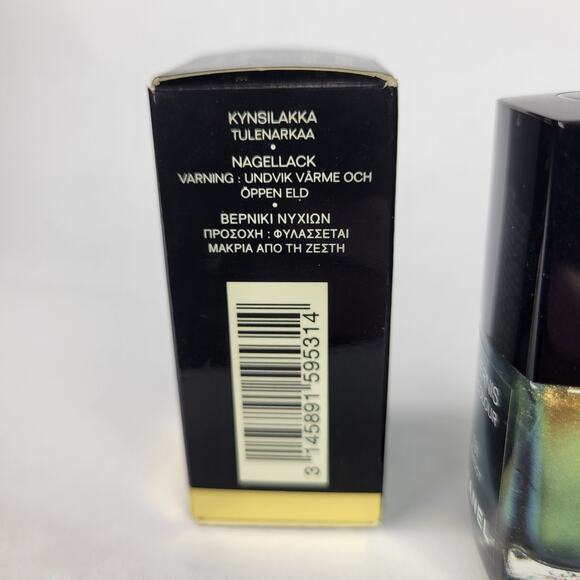 KYNSILAKKA
TULENARKAA
•
NAGELLACK
VARNING : UNDVIK VÄRME OCH
ÖPPEN ELD
•
ΒΕΡΝΙΚΙ ΝΥΧΙΩΝ
ΠΡΟΣΟΧΗ : ΦΥΛΑΣΣΕΤΑΙ
ΜΑΚΡΙΑ ΑΠΟ ΤΗ ΖΕΣΤΗ
3 145891 595314